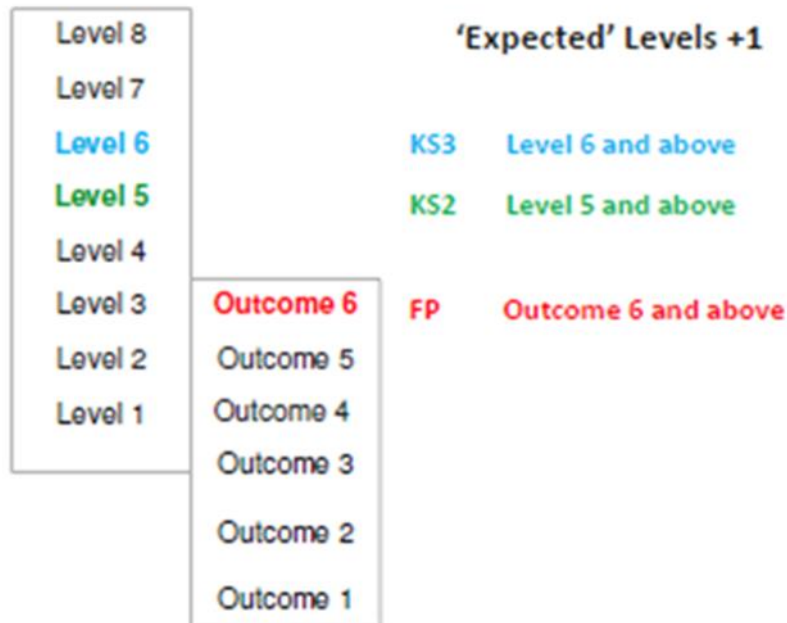 Level 8
‘Expected’ Levels +1
Level 7
Level 6
KS3 Level 6 and above
Level 5
KS2 Level 5 and above
Level 4
Level 3
Outcome 6
FP Outcome 6 and above
Level 2
Outcome 5
Level 1
Outcome 4
Outcome 3
Outcome 2
Outcome 1